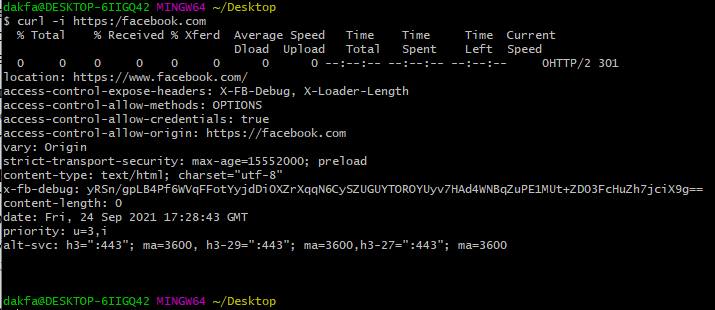 dakfa@DESKTOP-6IIGQ42 MINGW64 ~/Desktop
$ curl -i https:/facebook.com
  % Total    % Received % Xferd  Average Speed   Time    Time     Time  Current
                                 Dload  Upload   Total   Spent    Left  Speed
  0     0    0     0    0     0      0      0 --:--:-- --:--:-- --:--:--     0HTTP/2 301
location: https://www.facebook.com/
access-control-expose-headers: X-FB-Debug, X-Loader-Length
access-control-allow-methods: OPTIONS
access-control-allow-credentials: true
access-control-allow-origin: https://facebook.com
vary: Origin
strict-transport-security: max-age=15552000; preload
content-type: text/html; charset="utf-8"
x-fb-debug: yRSn/gpLB4Pf6WVqFFotYyjdDiOXZrXqqN6CySZUGUYTOROYUyv7HAd4WNBqZuPE1MUt+ZDO3FcHuZh7jciX9g==
content-length: 0
date: Fri, 24 Sep 2021 17:28:43 GMT
priority: u=3,i
alt-svc: h3=":443"; ma=3600, h3-29=":443"; ma=3600,h3-27=":443"; ma=3600
dakfa@DESKTOP-6IIGQ42 MINGW64 ~/Desktop